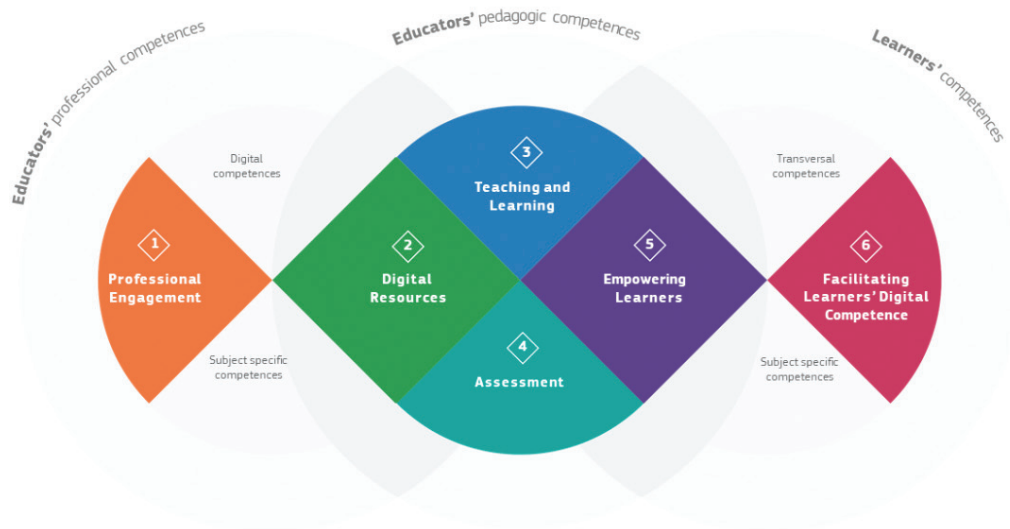 Educators' professional competences
Educators' pedagogic competences
Learners' competences
Digital
competences
Transversal
competences
1
Professional
Engagement
2
Digital
Resources
3
Teaching and
Learning
4
Assessment
5
Empowering
Learners
6
Facilitating
Learners' Digital
Competence
Subject specific
competences
Subject specific
competences